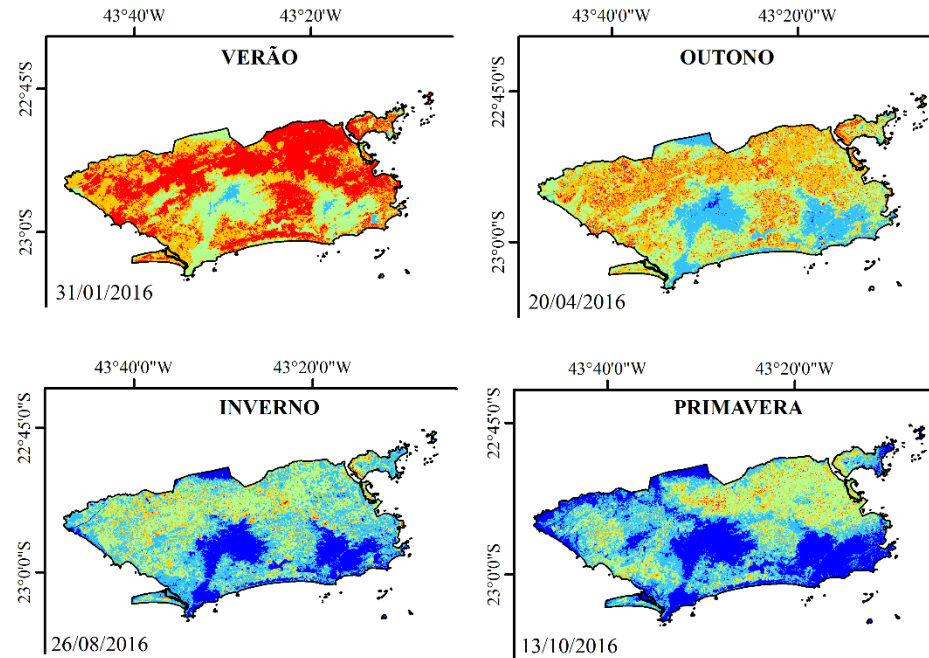 43°40'0"W 43°20'0"W
VERÃO
22°45'S
23°0'S
31/01/2016
43°40'0"W 43°20'0"W
OUTONO
22°45'0"S
23°0'0"S
20/04/2016
43°40'0"W 43°20'0"W
INVERNO
22°45'S
23°0'0"S
26/08/2016
43°40'0"W 43°20'0"W
PRIMAVERA
22°45'0"S
23°0'0"S
13/10/2016